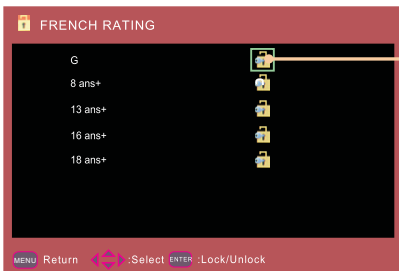 FRENCH RATING
G
8 ans+
13 ans+
16 ans+
18 ans+
MENU Return :Select ENTER :Lock/Unlock